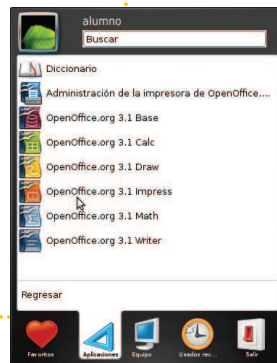 alumno
Buscar
Diccionario
Administración de la impresora de OpenOffice....
OpenOffice.org 3.1 Base
OpenOffice.org 3.1 Calc
OpenOffice.org 3.1 Draw
OpenOffice.org 3.1 Impress
OpenOffice.org 3.1 Math
OpenOffice.org 3.1 Writer
Regresar
Favoritos Aplicaciones Equipo Usados rec... Salir